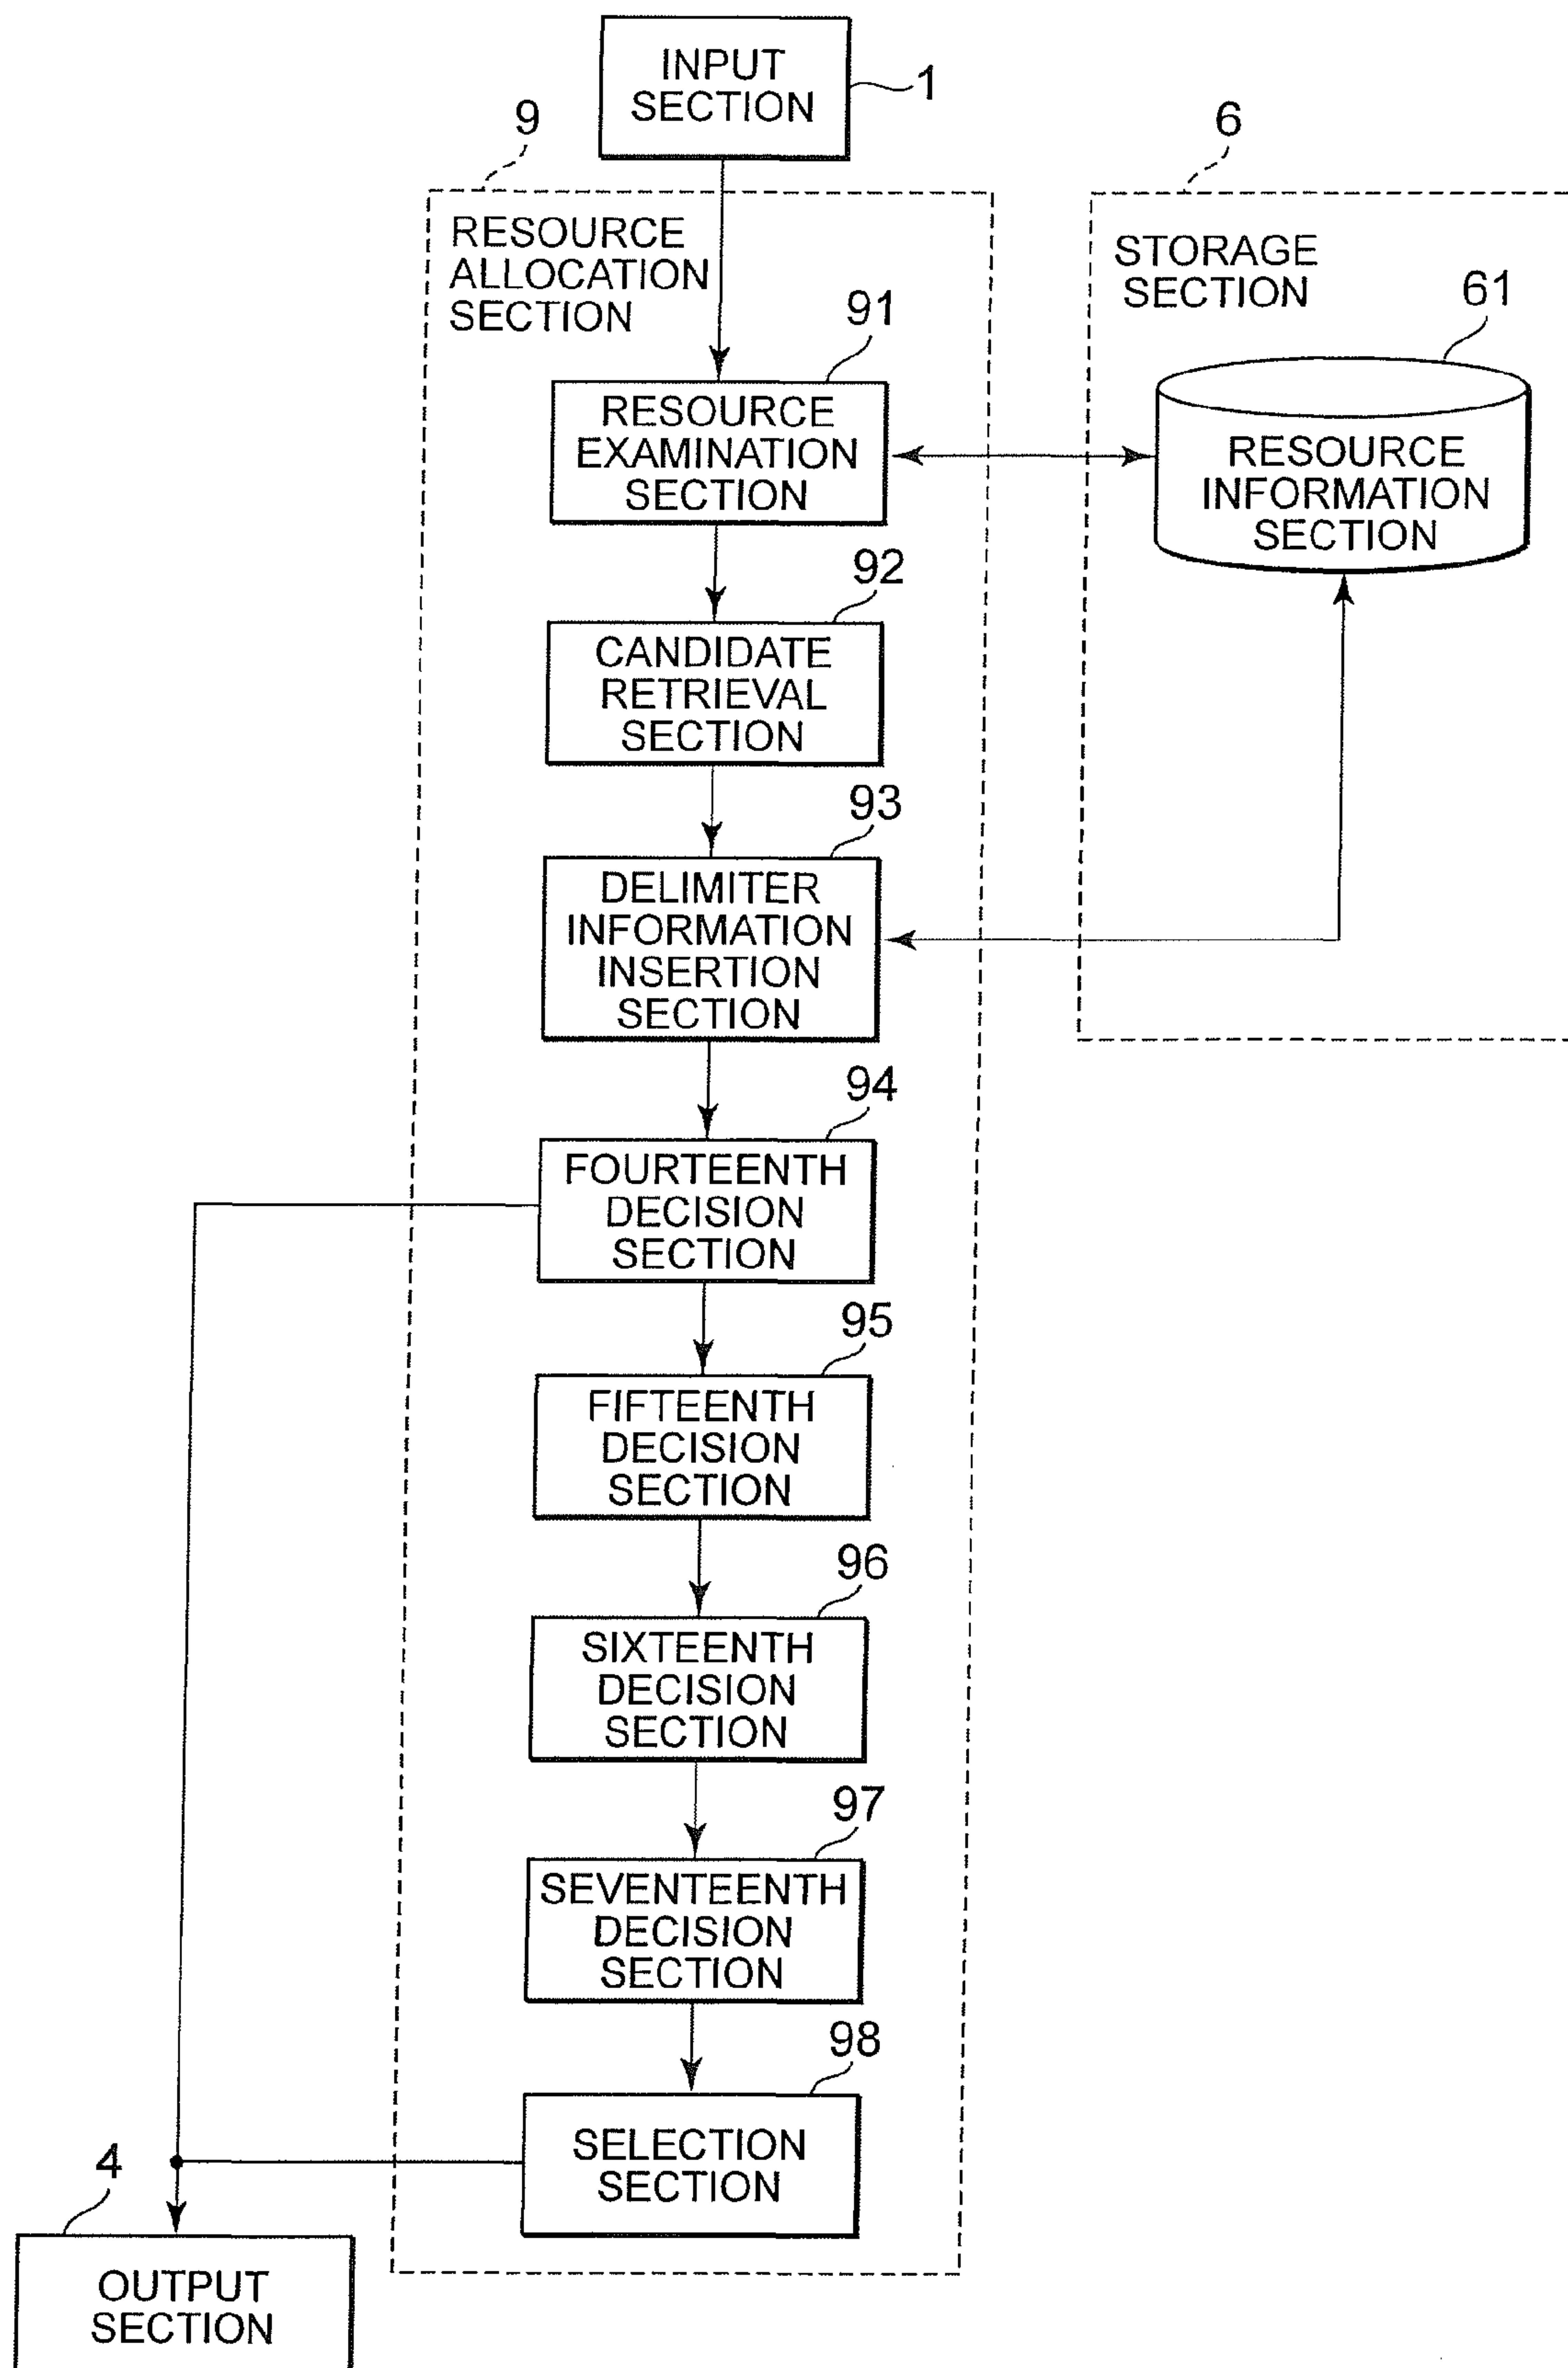 INPUT
SECTION
1
9
6
RESOURCE
ALLOCATION
SECTION
STORAGE
SECTION
91
61
RESOURCE
EXAMINATION
SECTION
RESOURCE
INFORMATION
SECTION
92
CANDIDATE
RETRIEVAL
SECTION
93
DELIMITER
INFORMATION
INSERTION
SECTION
94
FOURTEENTH
DECISION
SECTION
95
FIFTEENTH
DECISION
SECTION
96
SIXTEENTH
DECISION
SECTION
97
SEVENTEENTH
DECISION
SECTION
98
SELECTION
SECTION
4
OUTPUT
SECTION